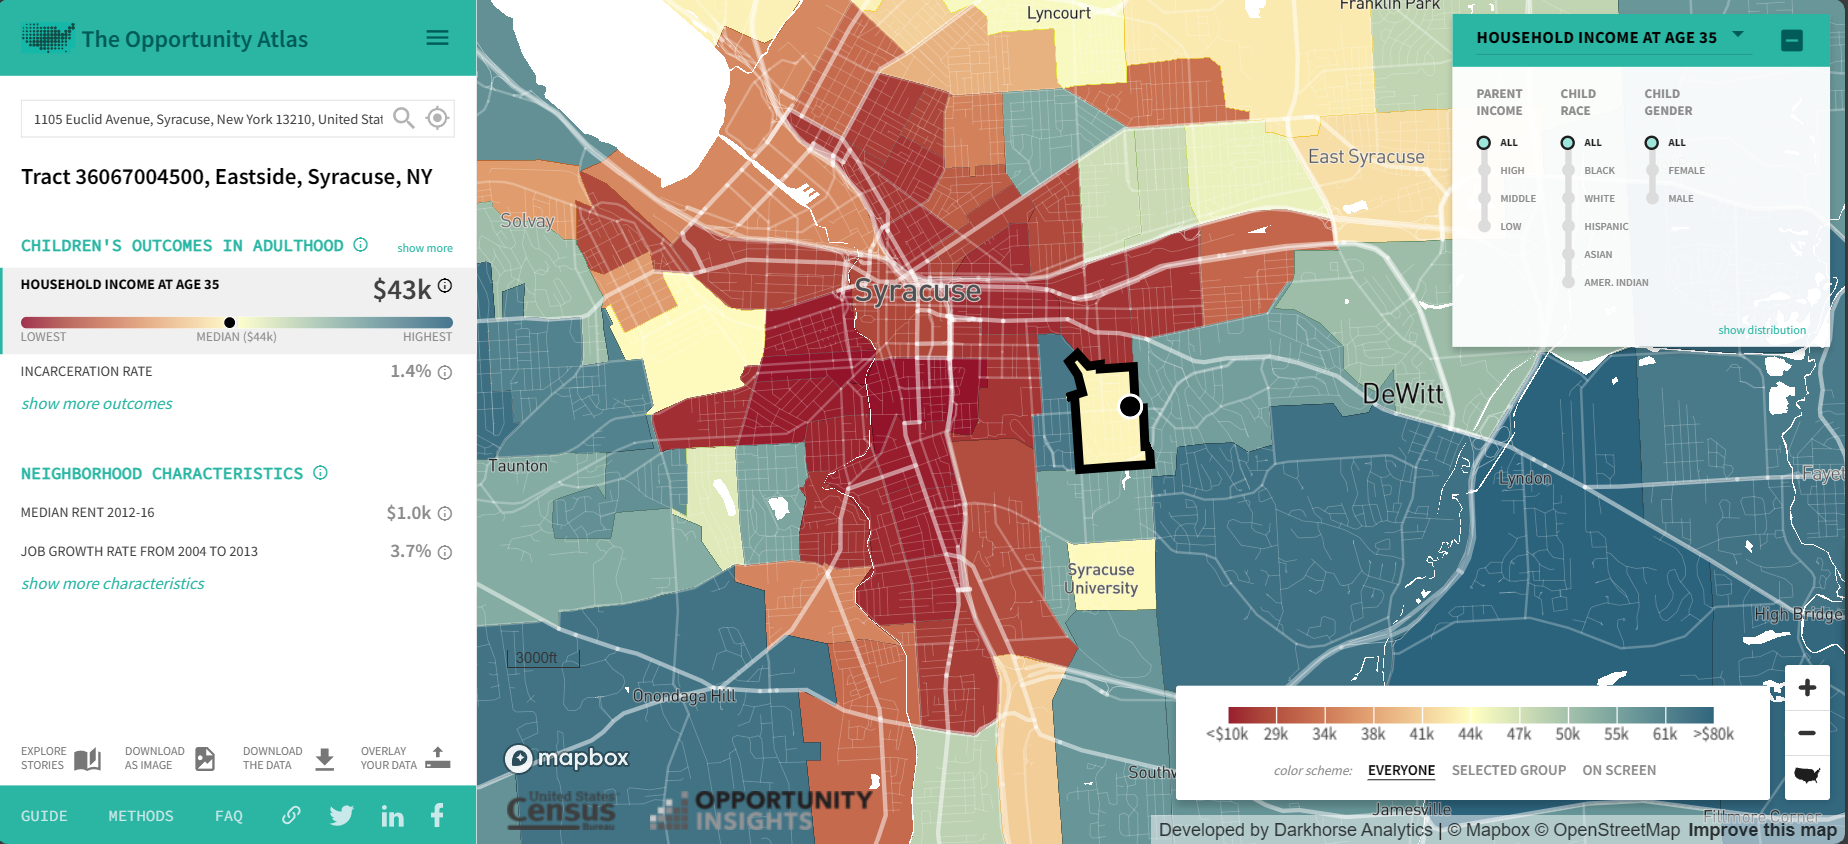 The Opportunity Atlas
1105 Euclid Avenue, Syracuse, New York 13210, United Stat
Tract 36067004500, Eastside, Syracuse, NY
CHILDREN'S OUTCOMES IN ADULTHOOD
show more
HOUSEHOLD INCOME AT AGE 35
$43k
LOWEST
MEDIAN ($44k)
HIGHEST
INCARCERATION RATE
1.4%
show more outcomes
NEIGHBORHOOD CHARACTERISTICS
MEDIAN RENT 2012-16
$1.0k
JOB GROWTH RATE FROM 2004 TO 2013
3.7%
show more characteristics
EXPLORE
STORIES
DOWNLOAD
AS IMAGE
DOWNLOAD
THE DATA
OVERLAY
YOUR DATA
GUIDE
METHODS
FAQ
Lyncourt
Franklin Park
East Syracuse
Solvay
Syracuse
DeWitt
Taunton
Lyndon
Fayet
Syracuse
University
High Bridge
3000ft
Onondaga Hill
Southw
Jamesville
Fillmore Corner
mapbox
United States
Census
Bureau
OPPORTUNITY
INSIGHTS
HOUSEHOLD INCOME AT AGE 35
PARENT
INCOME
ALL
HIGH
MIDDLE
LOW
CHILD
RACE
ALL
BLACK
WHITE
HISPANIC
ASIAN
AMER. INDIAN
CHILD
GENDER
ALL
FEMALE
MALE
show distribution
<$10k 29k 34k 38k 41k 44k 47k 50k 55k 61k >$80k
color scheme: EVERYONE SELECTED GROUP ON SCREEN
Developed by Darkhorse Analytics | © Mapbox © OpenStreetMap Improve this map